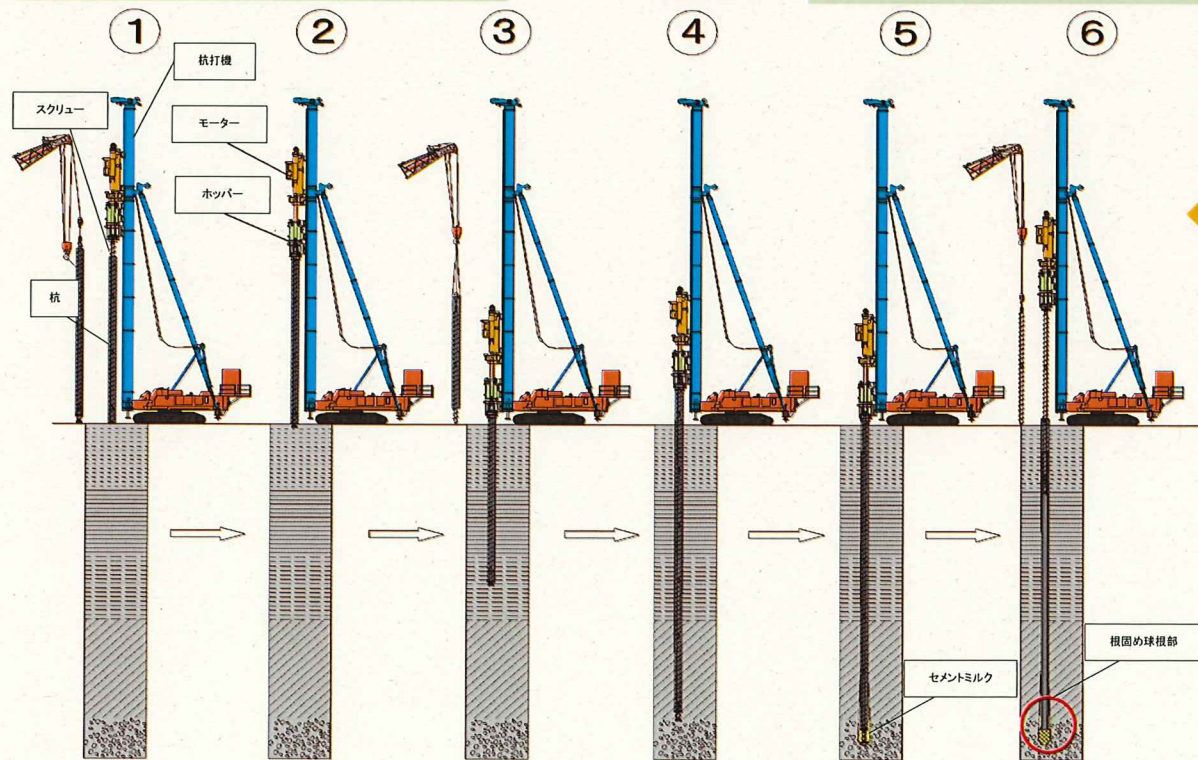 ① ② ③ ④ ⑤ ⑥
杭打機
スクリュー
モーター
ホッパー
杭
セメントミルク
根固め球根部